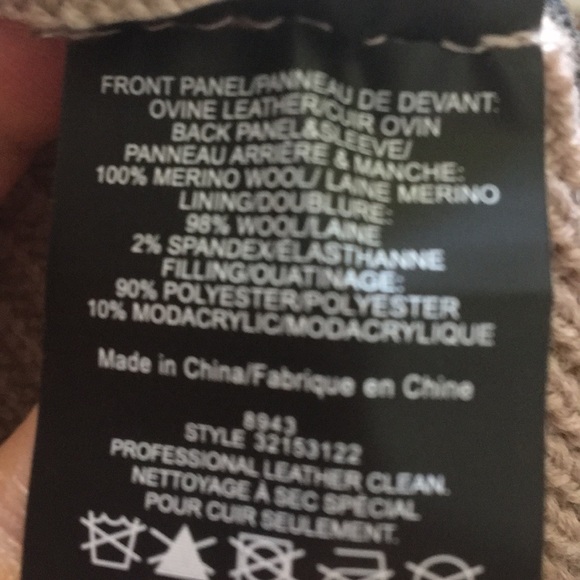 FRONT PANEL/PANNEAU DE DEVANT:
OVINE LEATHER/CUIR OVIN
BACK PANEL&SLEEVE/
PANNEAU ARRIÈRE & MANCHE:
100% MERINO WOOL/ LAINE MERINO
LINING/DOUBLURE:
98% WOOL/LAINE
2% SPANDEX/ÉLASTHANNE
FILLING/OUATINAGE:
90% POLYESTER/POLYESTER
10% MODACRYLIC/MODACRYLIQUE
Made in China/Fabrique en Chine
8943
STYLE 32153122
PROFESSIONAL LEATHER CLEAN.
NETTOYAGE À SEC SPÉCIAL
POUR CUIR SEULEMENT.